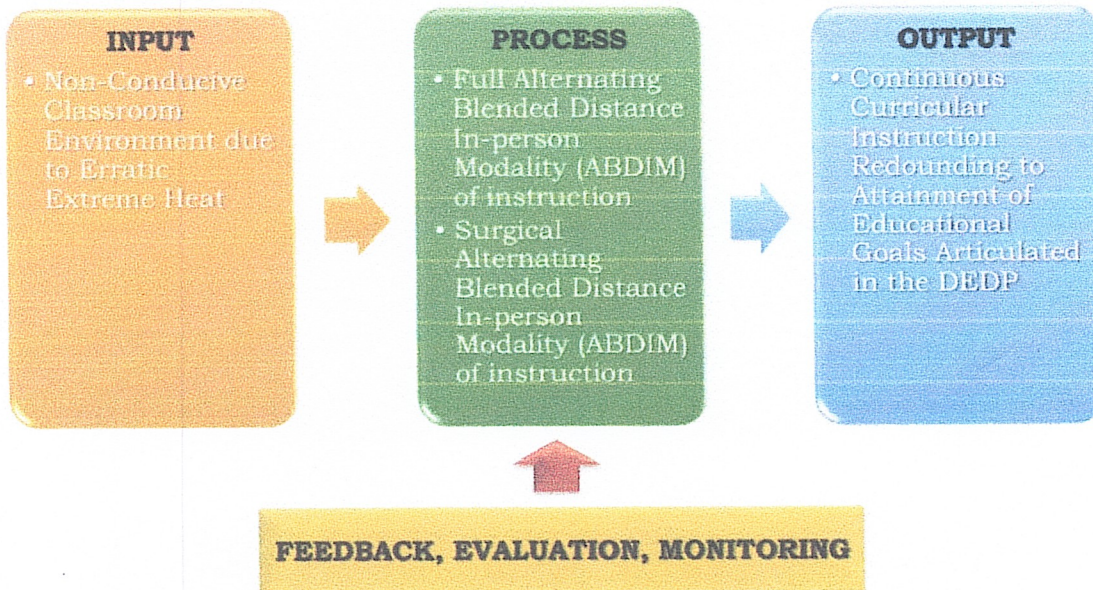 INPUT
• Non-Conducive
Classroom
Environment due
to Erratic
Extreme Heat
PROCESS
• Full Alternating
Blended Distance
In-person
Modality (ABDIM)
of instruction
• Surgical
Alternating
Blended Distance
In-person
Modality (ABDIM)
of instruction
OUTPUT
• Continuous
Curricular
Instruction
Redounding to
Attainment of
Educational
Goals Articulated
in the DEDP
FEEDBACK, EVALUATION, MONITORING